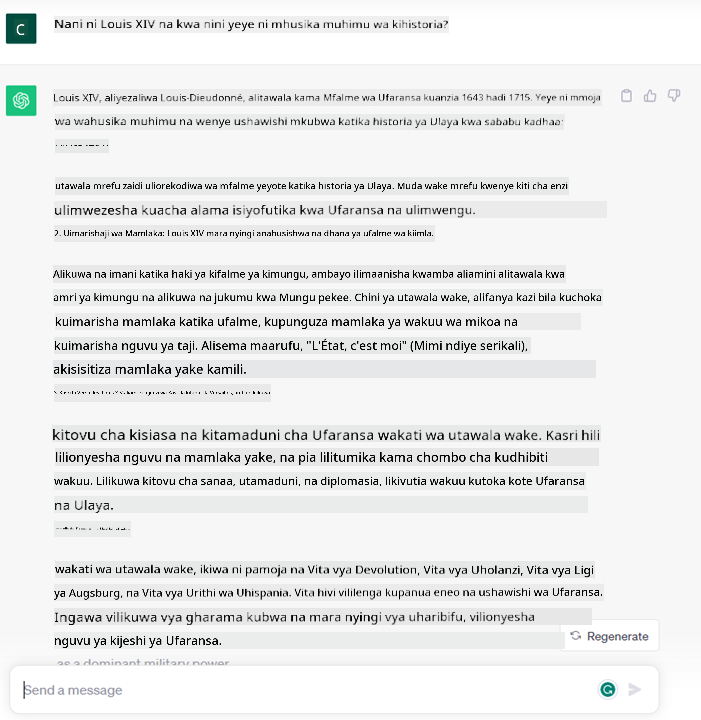 C
Nani ni Louis XIV na kwa nini yeye ni mhusika muhimu wa kihistoria?
Louis XIV, aliyezaliwa Louis-Dieudonné, alitawala kama Mfalme wa Ufaransa kuanzia 1643 hadi 1715. Yeye ni mmoja
wa wahusika muhimu na wenye ushawishi mkubwa katika historia ya Ulaya kwa sababu kadhaa:
utawala mrefu zaidi uliorekodiwa wa mfalme yeyote katika historia ya Ulaya. Muda wake mrefu kwenye kiti cha enzi
ulimwezesha kuacha alama isiyofutika kwa Ufaransa na ulimwengu.
2. Uimarishaji wa Mamlaka: Louis XIV mara nyingi anahusishwa na dhana ya ufalme wa kiimla.
Alikuwa na imani katika haki ya kifalme ya kimungu, ambayo ilimaanisha kwamba aliamini alitawala kwa
amri ya kimungu na alikuwa na jukumu kwa Mungu pekee. Chini ya utawala wake, alifanya kazi bila kuchoka
kuimarisha mamlaka katika ufalme, kupunguza mamlaka ya wakuu wa mikoa na
kuimarisha nguvu ya taji. Alisema maarufu, "L'État, c'est moi" (Mimi ndiye serikali),
akisisitiza mamlaka yake kamili.
kitovu cha kisiasa na kitamaduni cha Ufaransa wakati wa utawala wake. Kasri hili
lilionyesha nguvu na mamlaka yake, na pia lilitumika kama chombo cha kudhibiti
wakuu. Lilikuwa kitovu cha sanaa, utamaduni, na diplomasia, likivutia wakuu kutoka kote Ufaransa
na Ulaya.
wakati wa utawala wake, ikiwa ni pamoja na Vita vya Devolution, Vita vya Uholanzi, Vita vya Ligi
ya Augsburg, na Vita vya Urithi wa Uhispania. Vita hivi vililenga kupanua eneo na ushawishi wa Ufaransa.
Ingawa vilikuwa vya gharama kubwa na mara nyingi vya uharibifu, vilionyesha
nguvu ya kijeshi ya Ufaransa.
Regenerate
as a dominant military power
Send a message